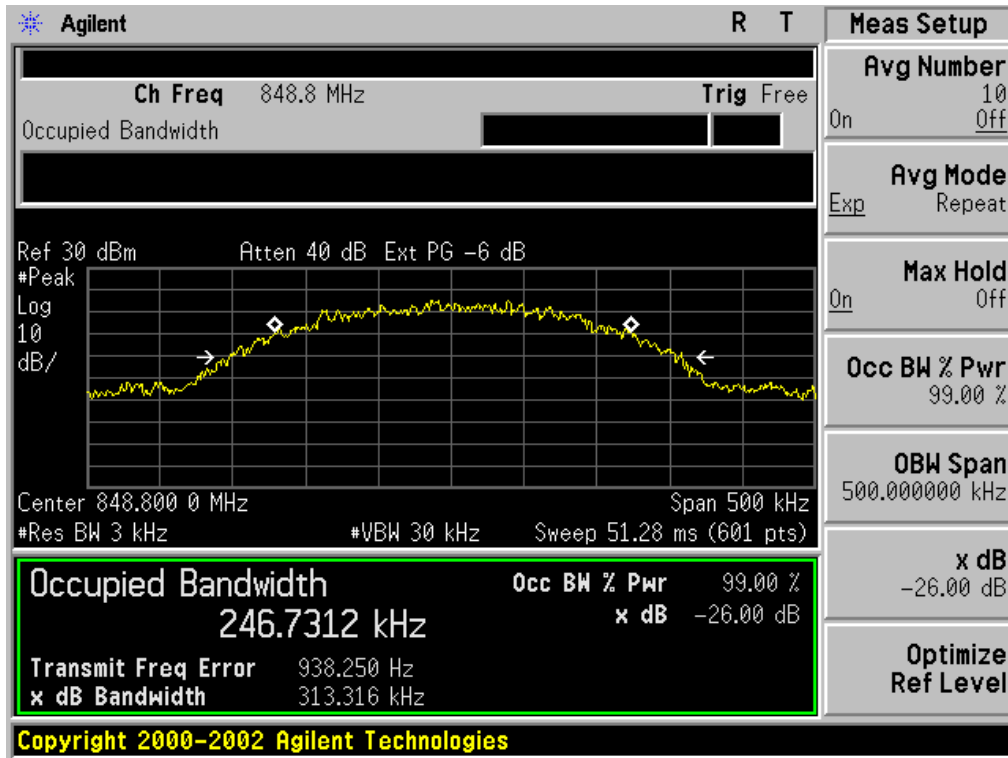 Agilent R T Meas Setup
Ch Freq 848.8 MHz Trig Free
Occupied Bandwidth
Avg Number
10
On Off
Avg Mode
Exp Repeat
Max Hold
On Off
Occ BW % Pwr
99.00 %
OBW Span
500.000000 kHz
x dB
-26.00 dB
Optimize
Ref Level
Ref 30 dBm Atten 40 dB Ext PG -6 dB
#Peak
Log
10
dB/
Center 848.800 0 MHz Span 500 kHz
#Res BW 3 kHz #VBW 30 kHz Sweep 51.28 ms (601 pts)
Occupied Bandwidth Occ BW % Pwr 99.00 %
246.7312 kHz x dB -26.00 dB
Transmit Freq Error 938.250 Hz
x dB Bandwidth 313.316 kHz
Copyright 2000-2002 Agilent Technologies